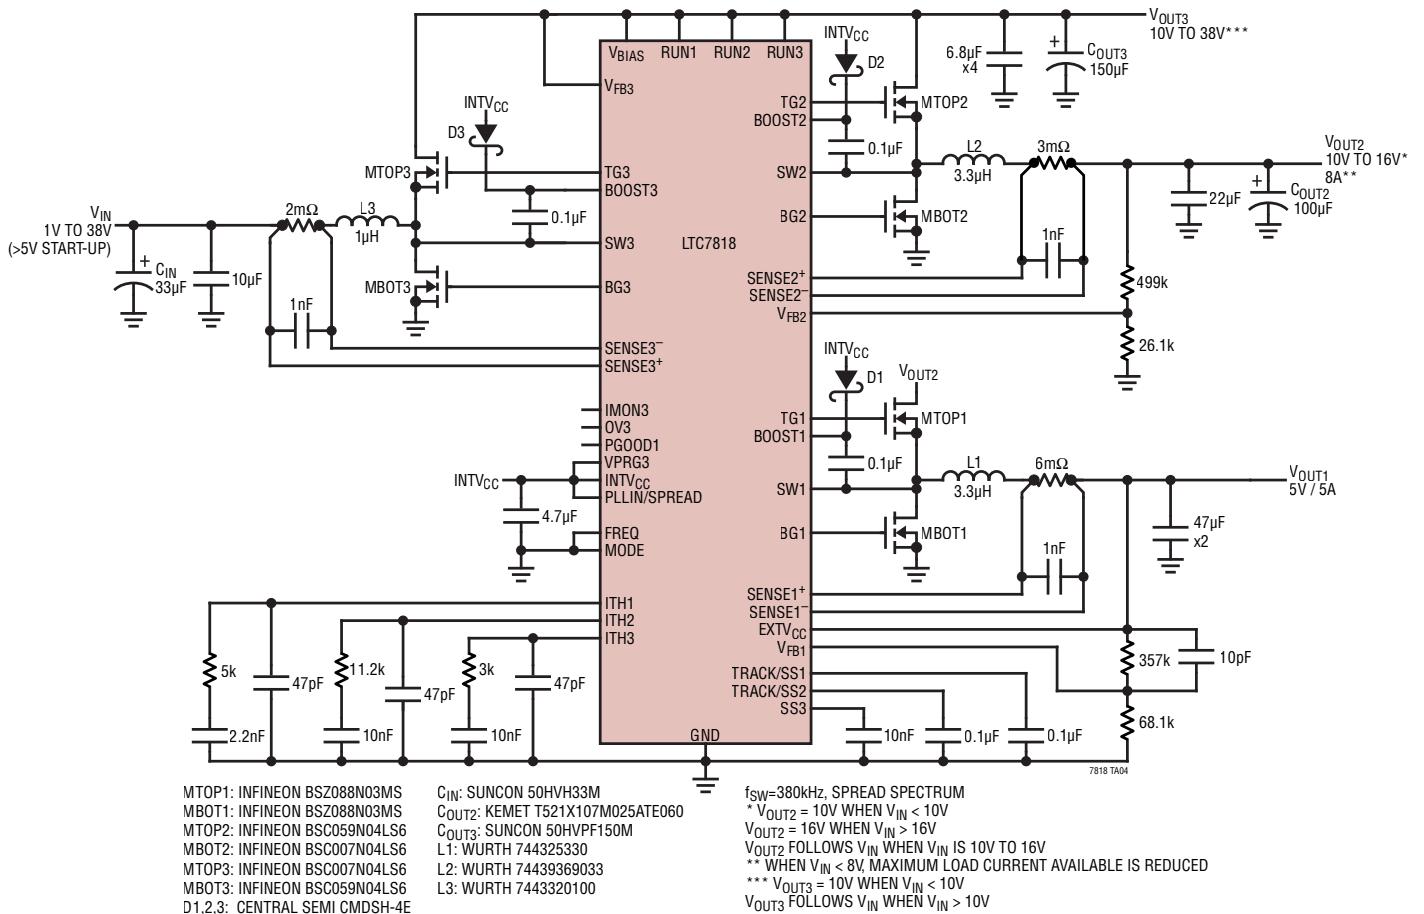 VOUT3
10V TO 38V***
INTVCC
D2
6.8µF
x4
+
COUT3
150µF
VBIAS RUN1 RUN2 RUN3
VFB3
INTVCC
D3
TG2
MTOP2
BOOST2
0.1µF
L2
3.3µH
3mΩ
VOUT2
10V TO 16V*
8A**
MTOP3
TG3
BOOST3
SW2
0.1µF
22µF
+
COUT2
100µF
VIN
1V TO 38V
(>5V START-UP)
2mΩ
L3
1µH
SW3
LTC7818
BG2
MBOT2
1nF
+
CIN
33µF
10µF
MBOT3
BG3
SENSE2+
SENSE2–
499k
1nF
VFB2
26.1k
SENSE3–
SENSE3+
INTVCC
D1
VOUT2
IMON3
OV3
PGOOD1
TG1
MTOP1
BOOST1
0.1µF
L1
3.3µH
6mΩ
VOUT1
5V / 5A
VPRG3
INTVCC
INTVCC
PLLIN/SPREAD
SW1
4.7µF
FREQ
MODE
BG1
MBOT1
1nF
47µF
x2
SENSE1+
SENSE1–
EXTVCC
VFB1
357k
10pF
ITH1
ITH2
ITH3
5k
47pF
11.2k
47pF
3k
47pF
TRACK/SS1
TRACK/SS2
SS3
68.1k
2.2nF
10nF
10nF
GND
10nF
0.1µF
0.1µF
7818 TA04
MTOP1: INFINEON BSZ088N03MS
MBOT1: INFINEON BSZ088N03MS
MTOP2: INFINEON BSC059N04LS6
MBOT2: INFINEON BSC007N04LS6
MTOP3: INFINEON BSC007N04LS6
MBOT3: INFINEON BSC059N04LS6
D1,2,3: CENTRAL SEMI CMDSH-4E
CIN: SUNCON 50HVH33M
COUT2: KEMET T521X107M025ATE060
COUT3: SUNCON 50HVPF150M
L1: WURTH 744325330
L2: WURTH 74439369033
L3: WURTH 7443320100
fSW=380kHz, SPREAD SPECTRUM
* VOUT2 = 10V WHEN VIN < 10V
VOUT2 = 16V WHEN VIN > 16V
VOUT2 FOLLOWS VIN WHEN VIN IS 10V TO 16V
** WHEN VIN < 8V, MAXIMUM LOAD CURRENT AVAILABLE IS REDUCED
*** VOUT3 = 10V WHEN VIN < 10V
VOUT3 FOLLOWS VIN WHEN VIN > 10V